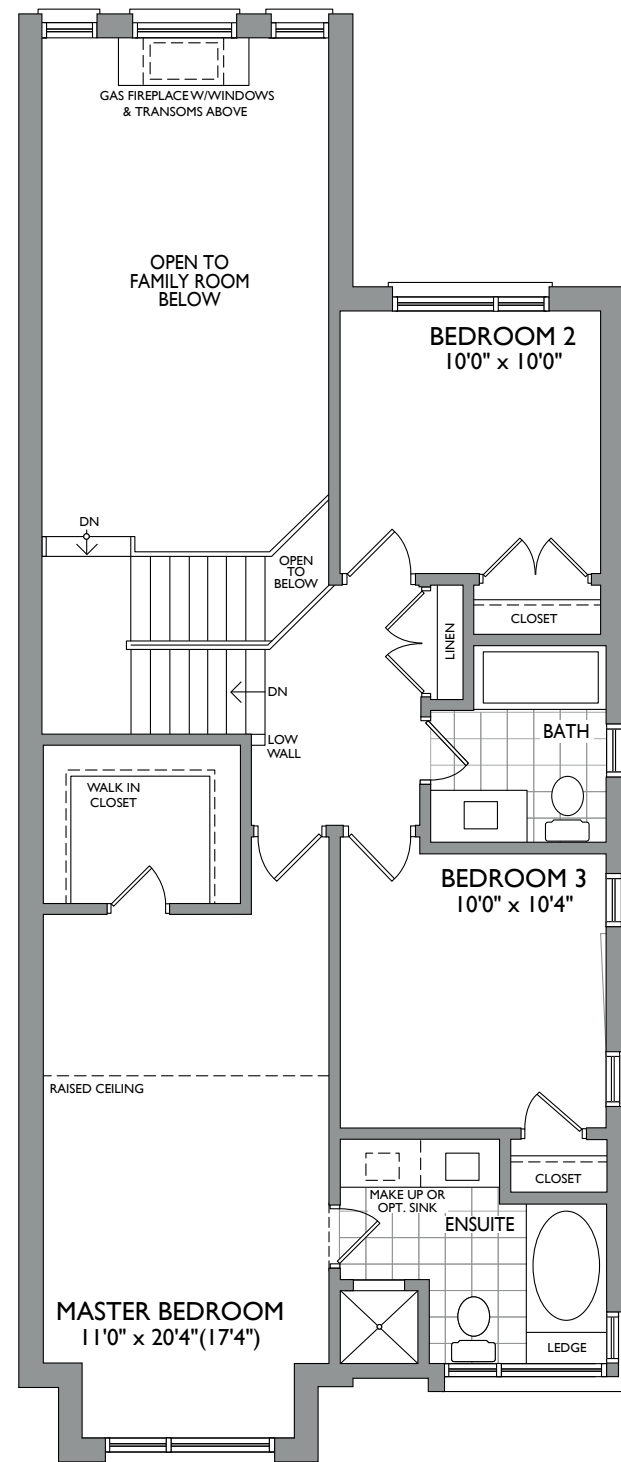 GAS FIREPLACE W/WINDOWS
& TRANSOMS ABOVE
OPEN TO
FAMILY ROOM
BELOW
BEDROOM 2
10'0" x 10'0"
DN
OPEN
TO
BELOW
CLOSET
LINEN
DN
LOW
WALL
BATH
WALK IN
CLOSET
BEDROOM 3
10'0" x 10'4"
RAISED CEILING
CLOSET
MAKE UP OR
OPT. SINK
ENSUITE
MASTER BEDROOM
11'0" x 20'4"(17'4")
LEDGE